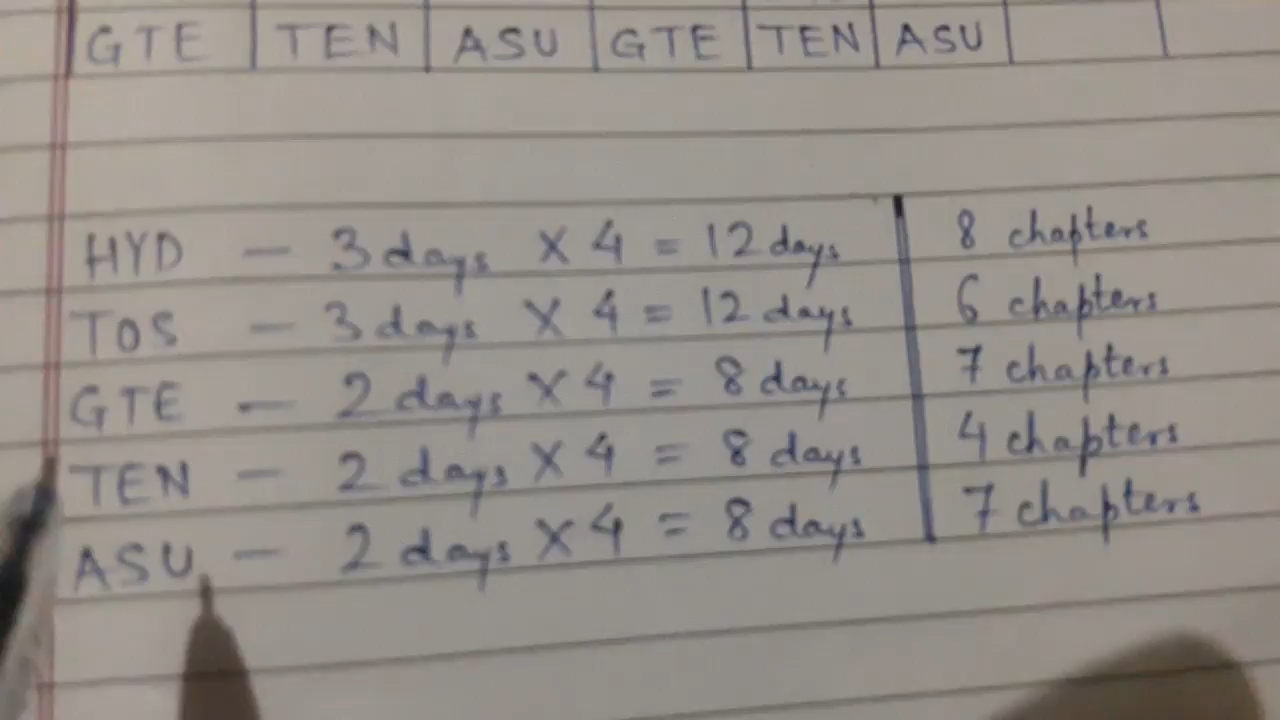 GTE TEN ASU GTE TEN ASU
HYD - 3 days X 4 = 12 days 8 chapters
TOS - 3 days X 4 = 12 days 6 chapters
GTE - 2 days X 4 = 8 days 7 chapters
TEN - 2 days X 4 = 8 days 4 chapters
ASU - 2 days X 4 = 8 days 7 chapters